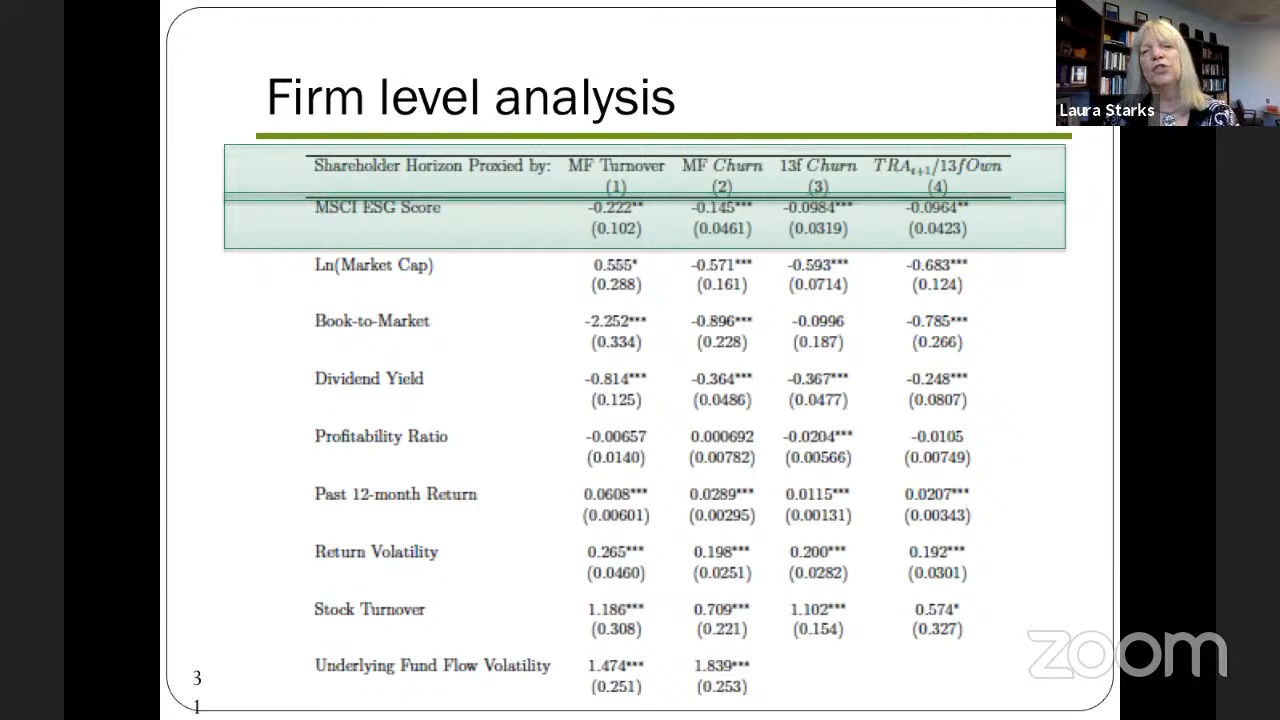 Firm level analysis
Laura Starks
Shareholder Horizon Proxied by: MF Turnover MF Churn 13f Churn TRAt+1/13fOwn
(1) (2) (3) (4)
MSCI ESG Score -0.222** -0.145*** -0.0984*** -0.0964**
(0.102) (0.0461) (0.0319) (0.0423)
Ln(Market Cap) 0.555* -0.571*** -0.593*** -0.683***
(0.288) (0.161) (0.0714) (0.124)
Book-to-Market -2.252*** -0.896*** -0.0996 -0.785***
(0.334) (0.228) (0.187) (0.266)
Dividend Yield -0.814*** -0.364*** -0.367*** -0.248***
(0.125) (0.0486) (0.0477) (0.0807)
Profitability Ratio -0.00657 0.000692 -0.0204*** -0.0105
(0.0140) (0.00782) (0.00566) (0.00749)
Past 12-month Return 0.0608*** 0.0289*** 0.0115*** 0.0207***
(0.00601) (0.00295) (0.00131) (0.00343)
Return Volatility 0.265*** 0.198*** 0.200*** 0.192***
(0.0460) (0.0251) (0.0282) (0.0301)
Stock Turnover 1.186*** 0.709*** 1.102*** 0.574*
(0.308) (0.221) (0.154) (0.327)
Underlying Fund Flow Volatility 1.474*** 1.839***
(0.251) (0.253)
3
1
zoom